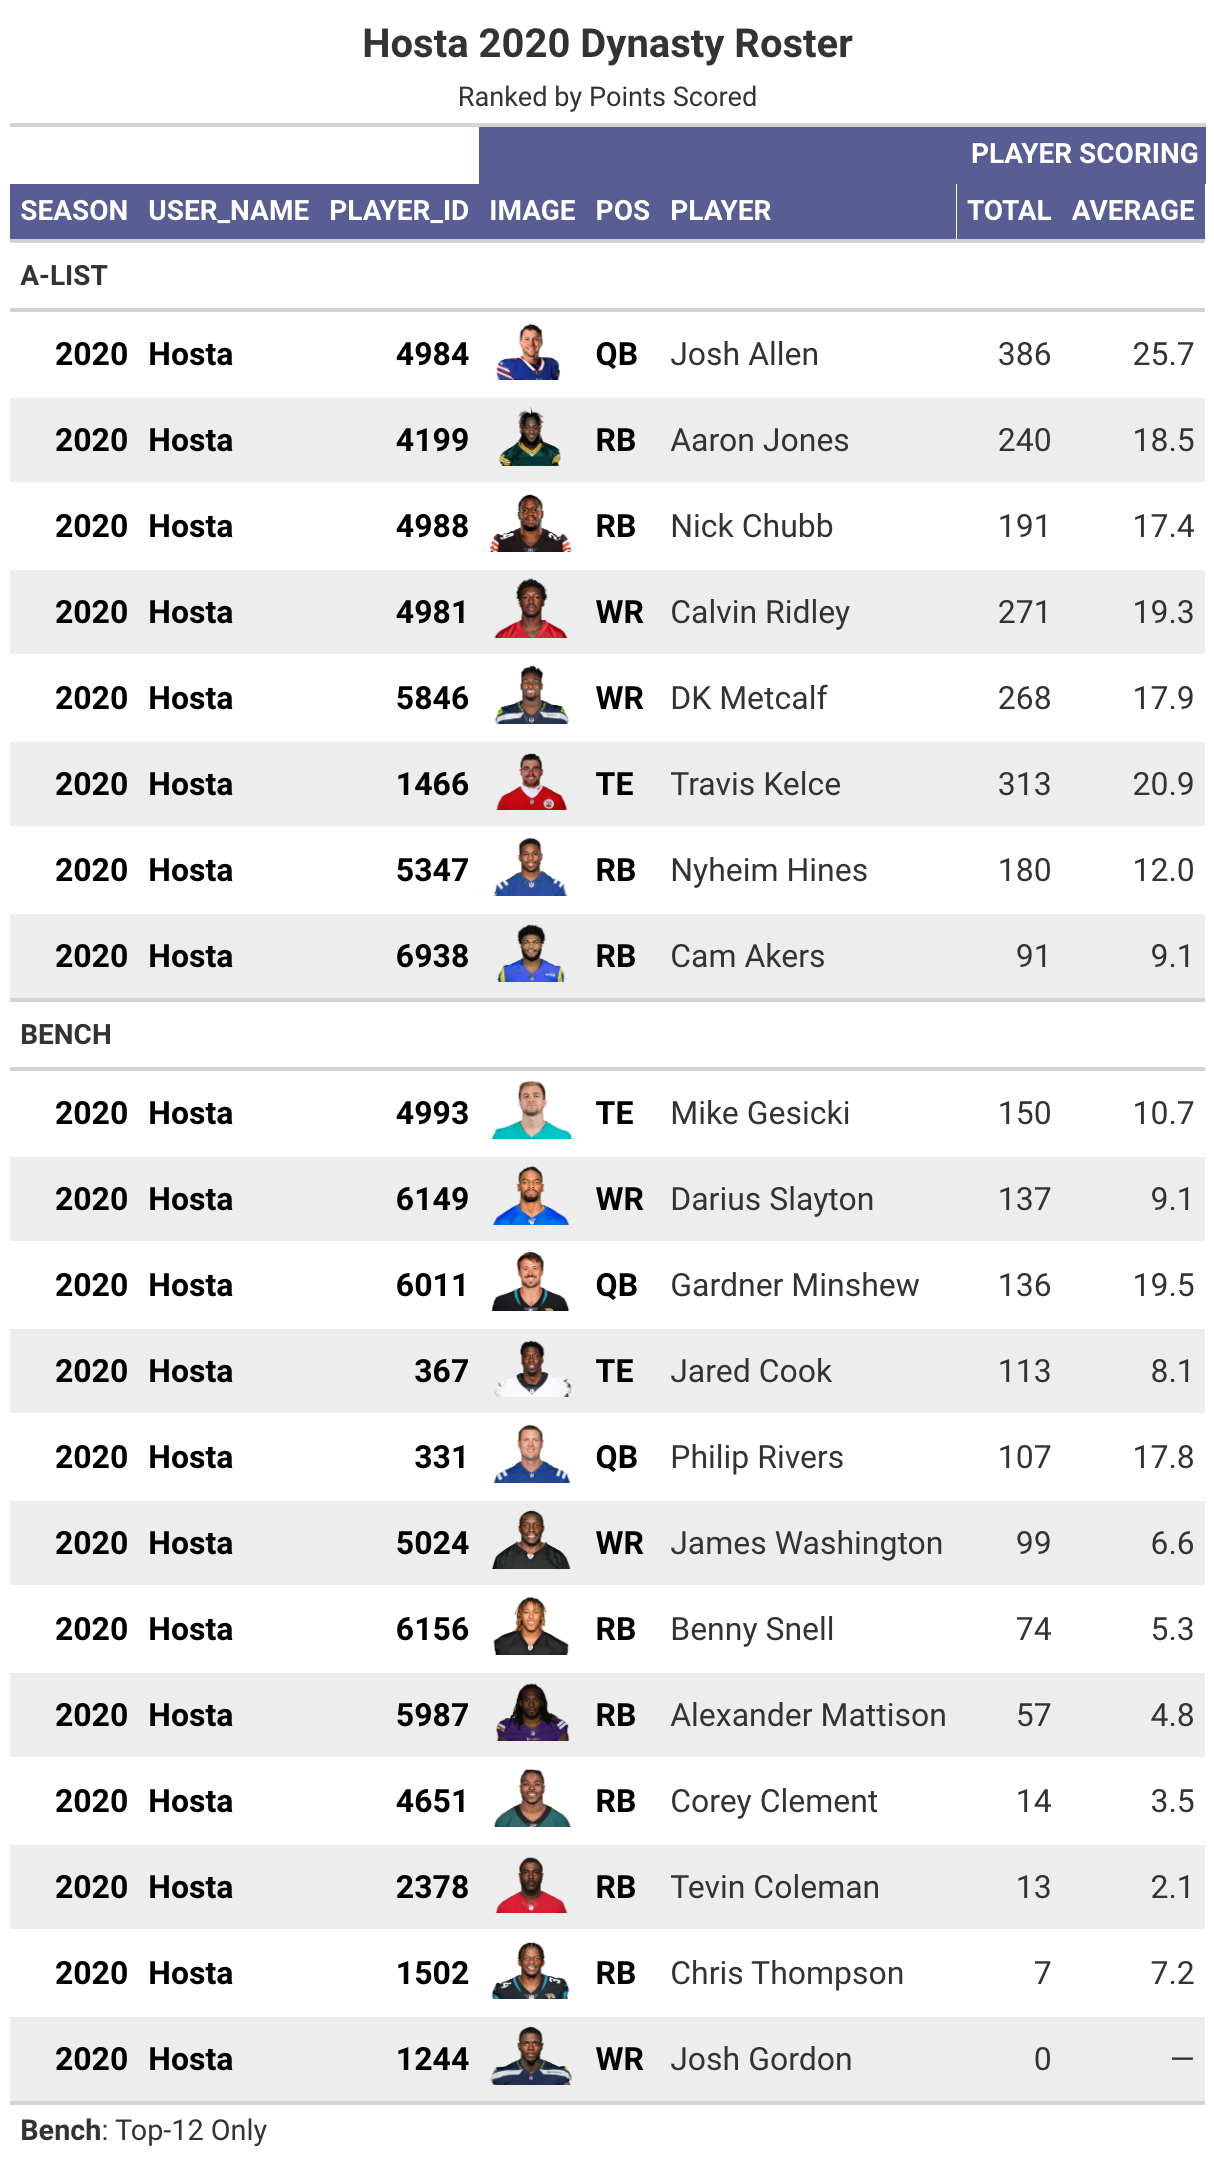 Hosta 2020 Dynasty Roster
Ranked by Points Scored
PLAYER SCORING
SEASON USER_NAME PLAYER_ID IMAGE POS PLAYER TOTAL AVERAGE
A-LIST
2020 Hosta 4984 QB Josh Allen 386 25.7
2020 Hosta 4199 RB Aaron Jones 240 18.5
2020 Hosta 4988 RB Nick Chubb 191 17.4
2020 Hosta 4981 WR Calvin Ridley 271 19.3
2020 Hosta 5846 WR DK Metcalf 268 17.9
2020 Hosta 1466 TE Travis Kelce 313 20.9
2020 Hosta 5347 RB Nyheim Hines 180 12.0
2020 Hosta 6938 RB Cam Akers 91 9.1
BENCH
2020 Hosta 4993 TE Mike Gesicki 150 10.7
2020 Hosta 6149 WR Darius Slayton 137 9.1
2020 Hosta 6011 QB Gardner Minshew 136 19.5
2020 Hosta 367 TE Jared Cook 113 8.1
2020 Hosta 331 QB Philip Rivers 107 17.8
2020 Hosta 5024 WR James Washington 99 6.6
2020 Hosta 6156 RB Benny Snell 74 5.3
2020 Hosta 5987 RB Alexander Mattison 57 4.8
2020 Hosta 4651 RB Corey Clement 14 3.5
2020 Hosta 2378 RB Tevin Coleman 13 2.1
2020 Hosta 1502 RB Chris Thompson 7 7.2
2020 Hosta 1244 WR Josh Gordon 0 —
Bench: Top-12 Only